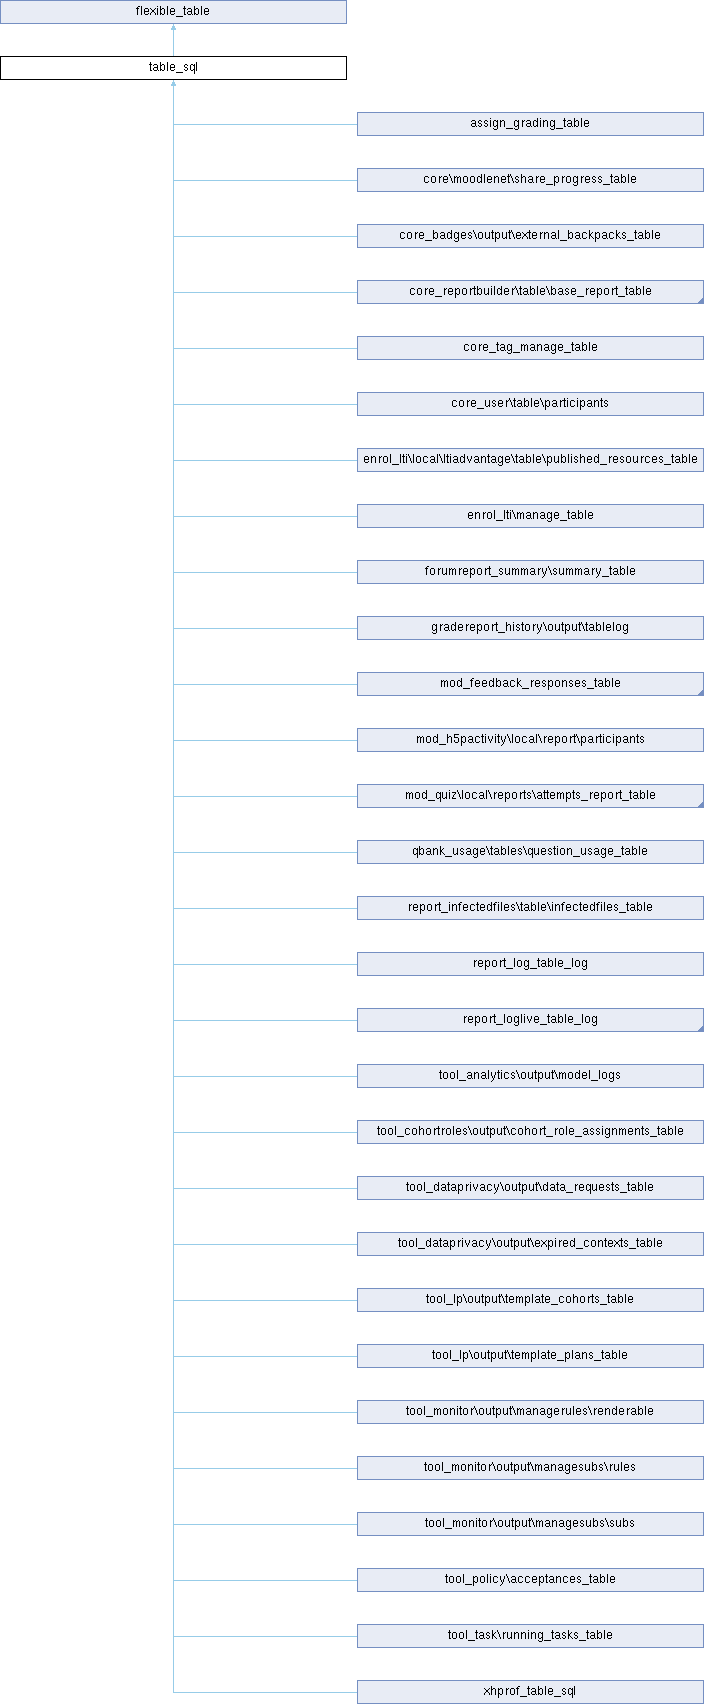 flexible_table
table_sql
assign_grading_table
core\moodlenet\share_progress_table
core_badges\output\external_backpacks_table
core_reportbuilder\table\base_report_table
core_tag_manage_table
core_user\table\participants
enrol_lti\local\ltiadvantage\table\published_resources_table
enrol_lti\manage_table
forumreport_summary\summary_table
gradereport_history\output\tablelog
mod_feedback_responses_table
mod_h5pactivity\local\report\participants
mod_quiz\local\reports\attempts_report_table
qbank_usage\tables\question_usage_table
report_infectedfiles\table\infectedfiles_table
report_log_table_log
report_loglive_table_log
tool_analytics\output\model_logs
tool_cohortroles\output\cohort_role_assignments_table
tool_dataprivacy\output\data_requests_table
tool_dataprivacy\output\expired_contexts_table
tool_lp\output\template_cohorts_table
tool_lp\output\template_plans_table
tool_monitor\output\managerules\renderable
tool_monitor\output\managesubs\rules
tool_monitor\output\managesubs\subs
tool_policy\acceptances_table
tool_task\running_tasks_table
xhprof_table_sql